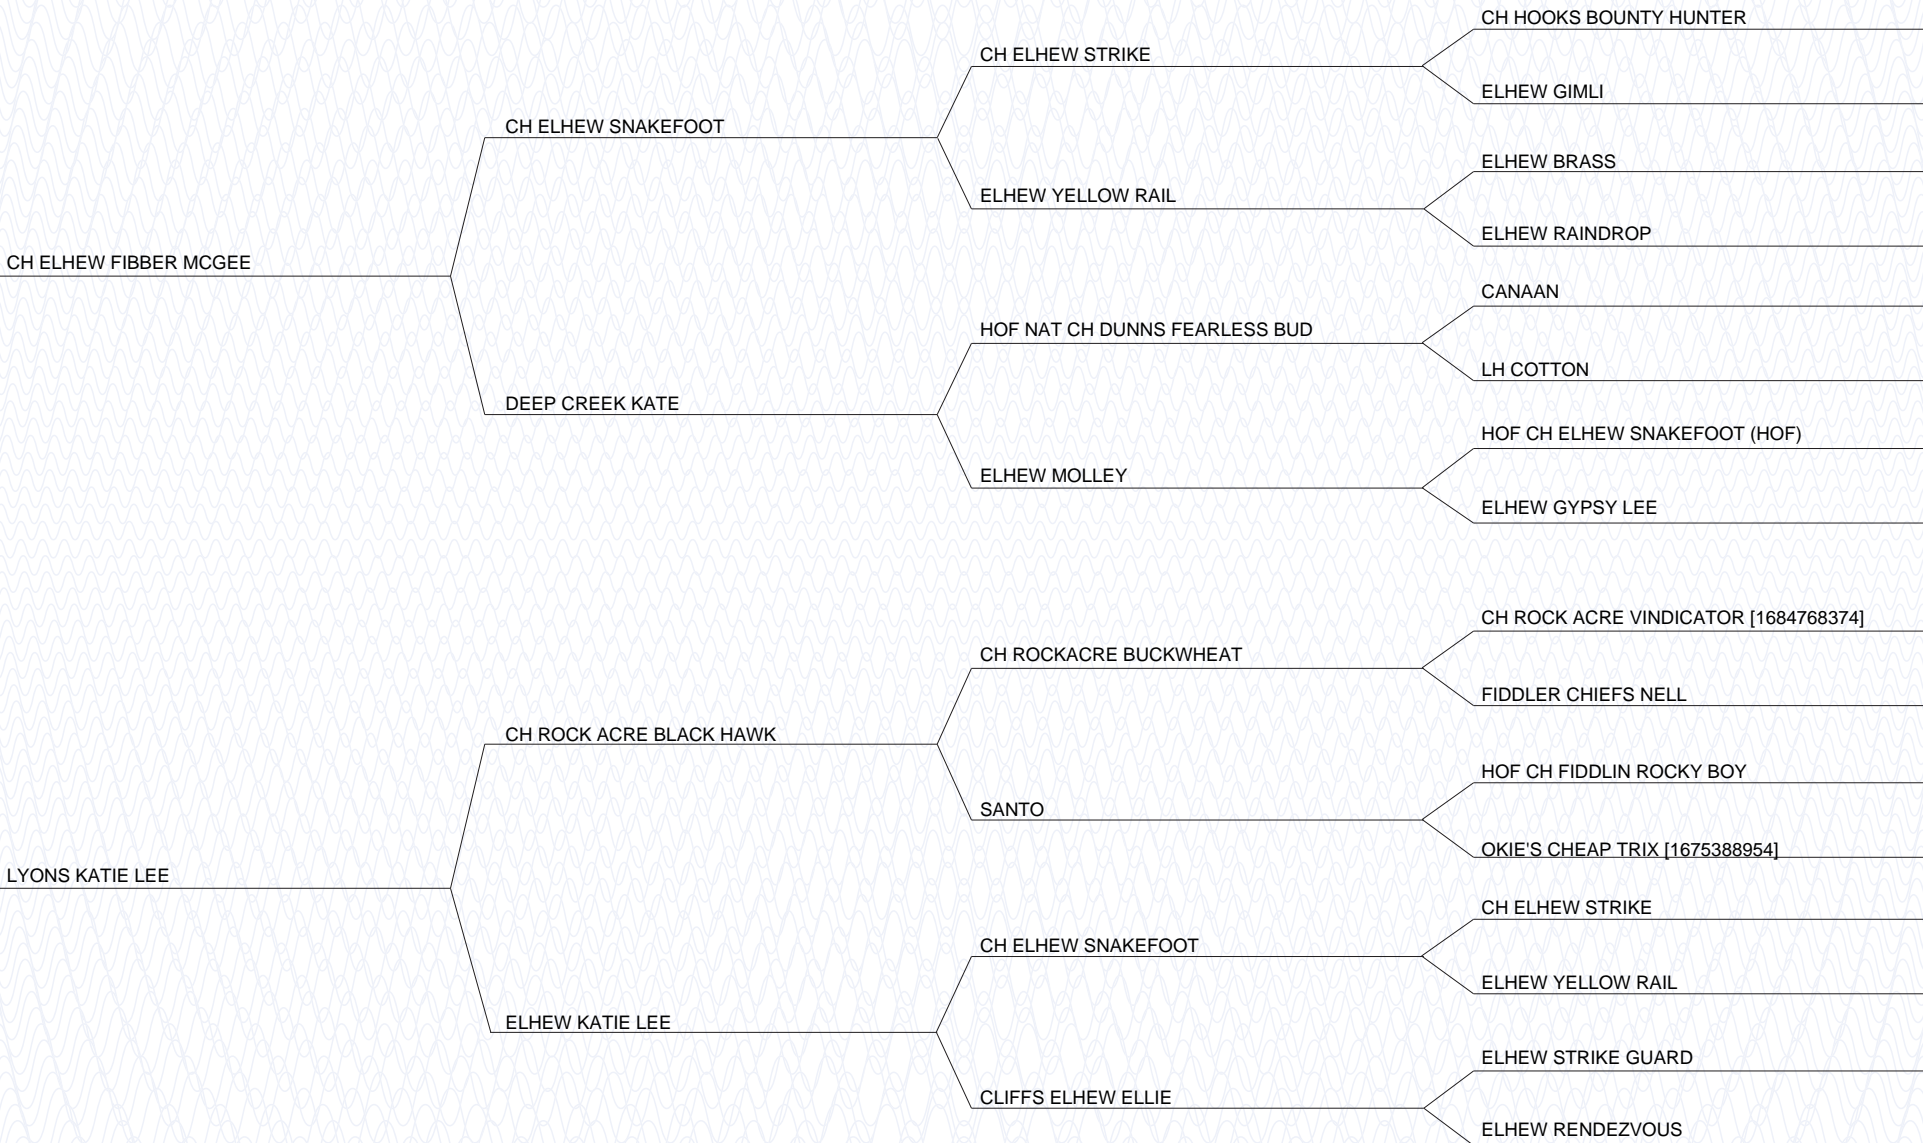 CH HOOKS BOUNTY HUNTER
CH ELHEW STRIKE
ELHEW GIMLI
CH ELHEW SNAKEFOOT
ELHEW BRASS
ELHEW YELLOW RAIL
ELHEW RAINDROP
CH ELHEW FIBBER MCGEE
CANAAN
HOF NAT CH DUNNS FEARLESS BUD
LH COTTON
DEEP CREEK KATE
HOF CH ELHEW SNAKEFOOT (HOF)
ELHEW MOLLEY
ELHEW GYPSY LEE
CH ROCK ACRE VINDICATOR [1684768374]
CH ROCKACRE BUCKWHEAT
FIDDLER CHIEFS NELL
CH ROCK ACRE BLACK HAWK
HOF CH FIDDLIN ROCKY BOY
SANTO
OKIE'S CHEAP TRIX [1675388954]
LYONS KATIE LEE
CH ELHEW STRIKE
CH ELHEW SNAKEFOOT
ELHEW YELLOW RAIL
ELHEW KATIE LEE
ELHEW STRIKE GUARD
CLIFFS ELHEW ELLIE
ELHEW RENDEZVOUS